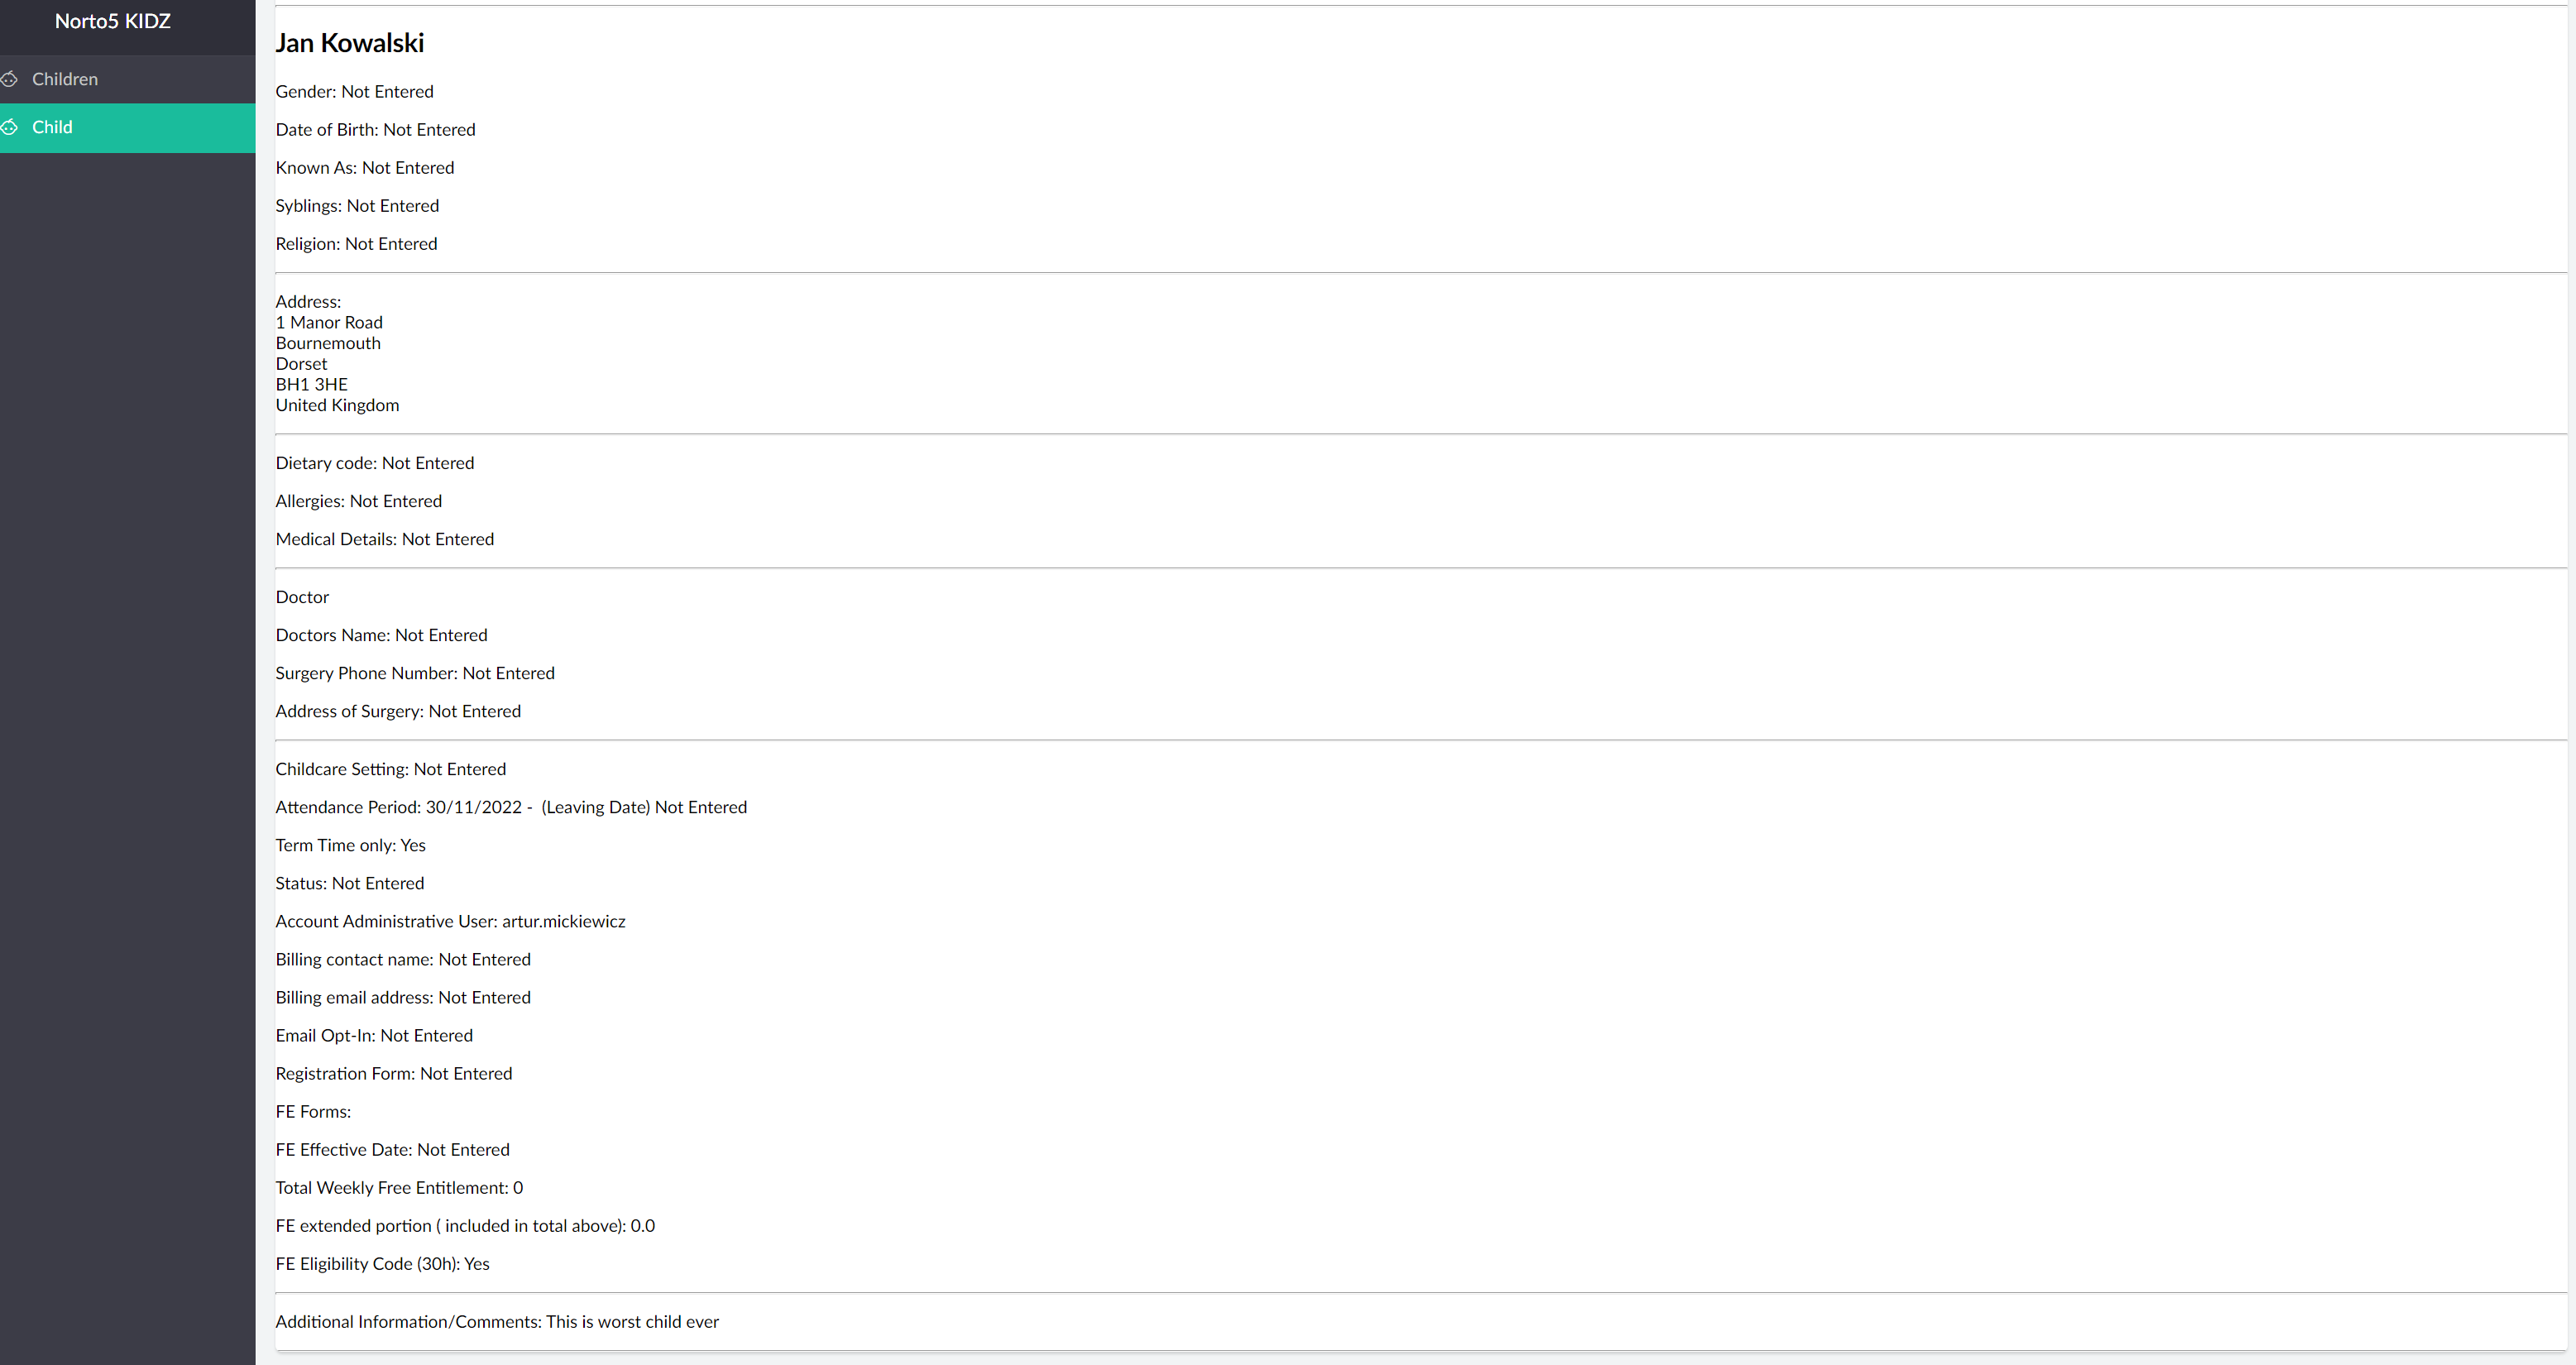 Norto5 KIDZ
Children
Child
Jan Kowalski
Gender: Not Entered
Date of Birth: Not Entered
Known As: Not Entered
Syblings: Not Entered
Religion: Not Entered
Address:
1 Manor Road
Bournemouth
Dorset
BH1 3HE
United Kingdom
Dietary code: Not Entered
Allergies: Not Entered
Medical Details: Not Entered
Doctor
Doctors Name: Not Entered
Surgery Phone Number: Not Entered
Address of Surgery: Not Entered
Childcare Setting: Not Entered
Attendance Period: 30/11/2022 - (Leaving Date) Not Entered
Term Time only: Yes
Status: Not Entered
Account Administrative User: artur.mickiewicz
Billing contact name: Not Entered
Billing email address: Not Entered
Email Opt-In: Not Entered
Registration Form: Not Entered
FE Forms:
FE Effective Date: Not Entered
Total Weekly Free Entitlement: 0
FE extended portion ( included in total above): 0.0
FE Eligibility Code (30h): Yes
Additional Information/Comments: This is worst child ever